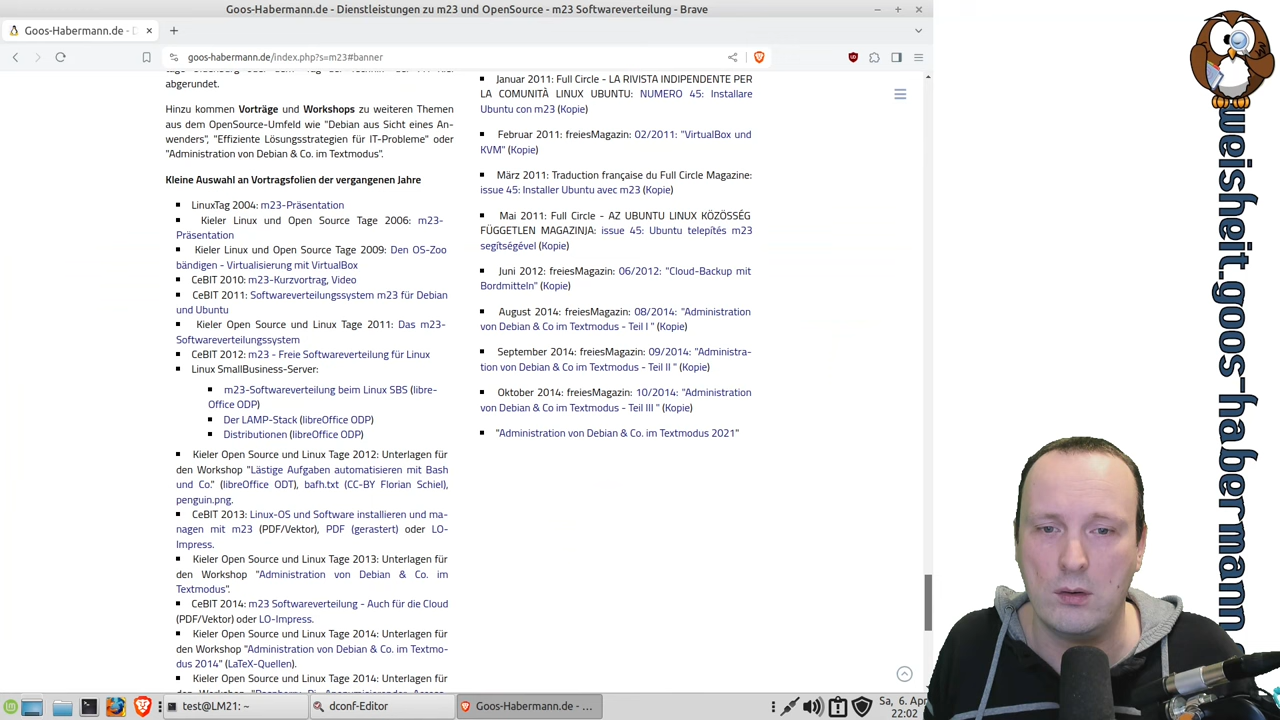 Goos-Habermann.de - Dienstleistungen zu m23 und OpenSource - m23 Softwareverteilung - Brave
Goos-Habermann.de - D
goos-habermann.de/index.php?s=m23#banner
abgerundet.
Hinzu kommen Vorträge und Workshops zu weiteren Themen
aus dem OpenSource-Umfeld wie "Debian aus Sicht eines An-
wenders", "Effiziente Lösungsstrategien für IT-Probleme" oder
"Administration von Debian & Co. im Textmodus".
Kleine Auswahl an Vortragsfolien der vergangenen Jahre
LinuxTag 2004: m23-Präsentation
Kieler Linux und Open Source Tage 2006: m23-
Präsentation
Kieler Linux und Open Source Tage 2009: Den OS-Zoo
bändigen - Virtualisierung mit VirtualBox
CeBIT 2010: m23-Kurzvortrag, Video
CeBIT 2011: Softwareverteilungssystem m23 für Debian
und Ubuntu
Kieler Open Source und Linux Tage 2011: Das m23-
Softwareverteilungssystem
CeBIT 2012: m23 - Freie Softwareverteilung für Linux
Linux SmallBusiness-Server:
m23-Softwareverteilung beim Linux SBS (libre-
Office ODP)
Der LAMP-Stack (libreOffice ODP)
Distributionen (libreOffice ODP)
Kieler Open Source und Linux Tage 2012: Unterlagen für
den Workshop "Lästige Aufgaben automatisieren mit Bash
und Co." (libreOffice ODT), bafh.txt (CC-BY Florian Schiel),
penguin.png.
CeBIT 2013: Linux-OS und Software installieren und ma-
nagen mit m23 (PDF/Vektor), PDF (gerastert) oder LO-
Impress.
Kieler Open Source und Linux Tage 2013: Unterlagen für
den Workshop "Administration von Debian & Co. im
Textmodus".
CeBIT 2014: m23 Softwareverteilung - Auch für die Cloud
(PDF/Vektor) oder LO-Impress.
Kieler Open Source und Linux Tage 2014: Unterlagen für
den Workshop "Administration von Debian & Co. im Textmo-
dus 2014" (LaTeX-Quellen).
Kieler Open Source und Linux Tage 2014: Unterlagen für
Januar 2011: Full Circle - LA RIVISTA INDIPENDENTE PER
LA COMUNITÀ LINUX UBUNTU: NUMERO 45: Installare
Ubuntu con m23 (Kopie)
Februar 2011: freiesMagazin: 02/2011: "VirtualBox und
KVM" (Kopie)
März 2011: Traduction française du Full Circle Magazine:
issue 45: Installer Ubuntu avec m23 (Kopie)
Mai 2011: Full Circle - AZ UBUNTU LINUX KÖZÖSSÉG
FÜGGETLEN MAGAZINJA: issue 45: Ubuntu telepítés m23
segítségével (Kopie)
Juni 2012: freiesMagazin: 06/2012: "Cloud-Backup mit
Bordmitteln" (Kopie)
August 2014: freiesMagazin: 08/2014: "Administration
von Debian & Co im Textmodus - Teil I " (Kopie)
September 2014: freiesMagazin: 09/2014: "Administra-
tion von Debian & Co im Textmodus - Teil II " (Kopie)
Oktober 2014: freiesMagazin: 10/2014: "Administration
von Debian & Co im Textmodus - Teil III " (Kopie)
"Administration von Debian & Co. im Textmodus 2021"
weisheit.goos-habermann
test@LM21: ~
dconf-Editor
Goos-Habermann.de - ...
Sa, 6. Apr
22:02